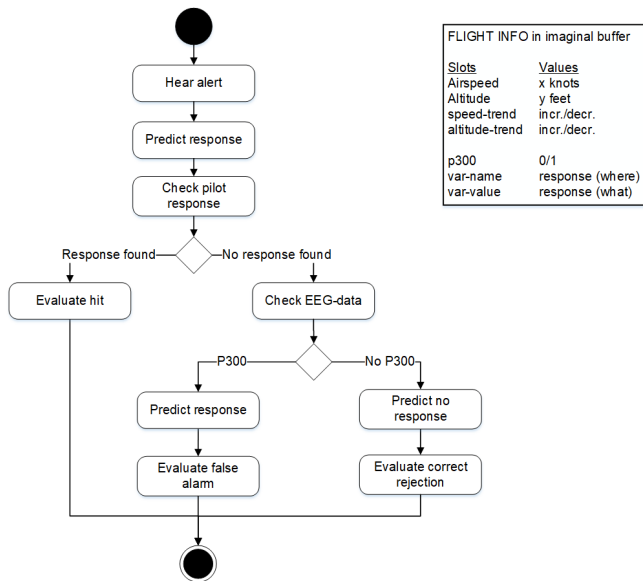 Hear alert
Predict response
Check pilot
response
Response found
No response found
Evaluate hit
Check EEG-data
P300
No P300
Predict response
Predict no
response
Evaluate false
alarm
Evaluate correct
rejection
FLIGHT INFO in imaginal buffer
Slots Values
Airspeed x knots
Altitude y feet
speed-trend incr./decr.
altitude-trend incr./decr.
p300 0/1
var-name response (where)
var-value response (what)